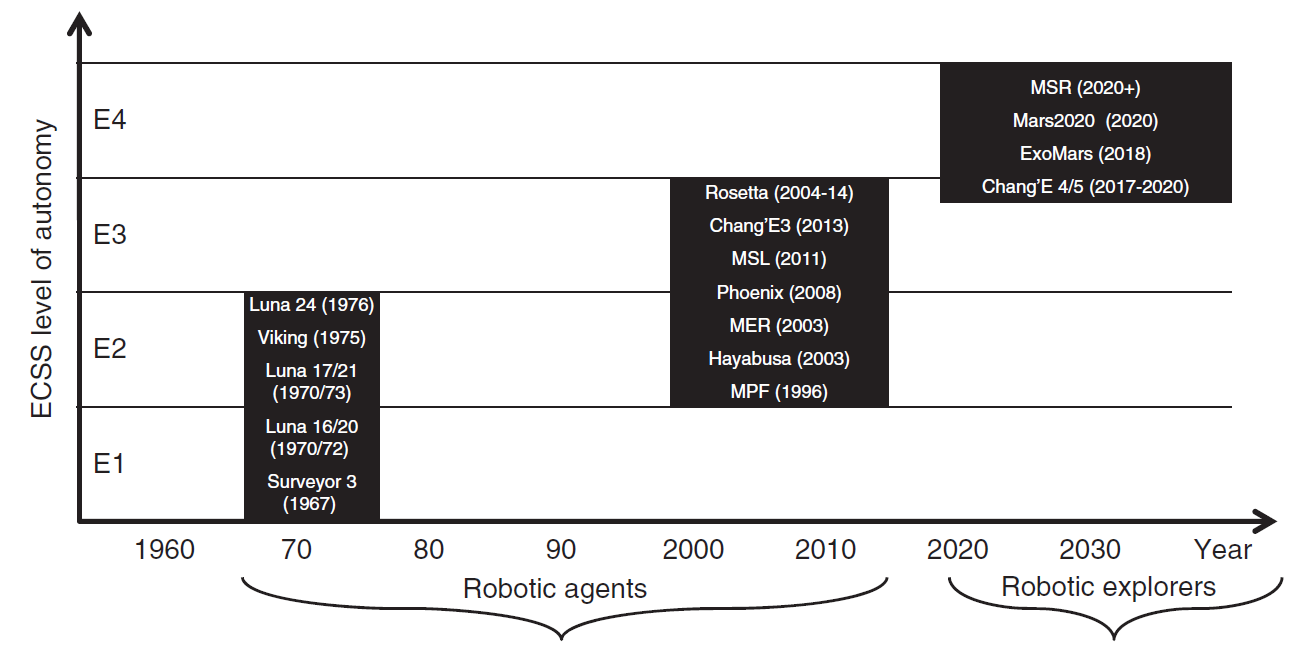 ECSS level of autonomy
E4
E3
E2
E1
MSR (2020+)
Mars2020 (2020)
ExoMars (2018)
Chang'E 4/5 (2017-2020)
Rosetta (2004-14)
Chang'E3 (2013)
MSL (2011)
Phoenix (2008)
MER (2003)
Hayabusa (2003)
MPF (1996)
Luna 24 (1976)
Viking (1975)
Luna 17/21
(1970/73)
Luna 16/20
(1970/72)
Surveyor 3
(1967)
1960 70 80 90 2000 2010 2020 2030 Year
Robotic agents
Robotic explorers